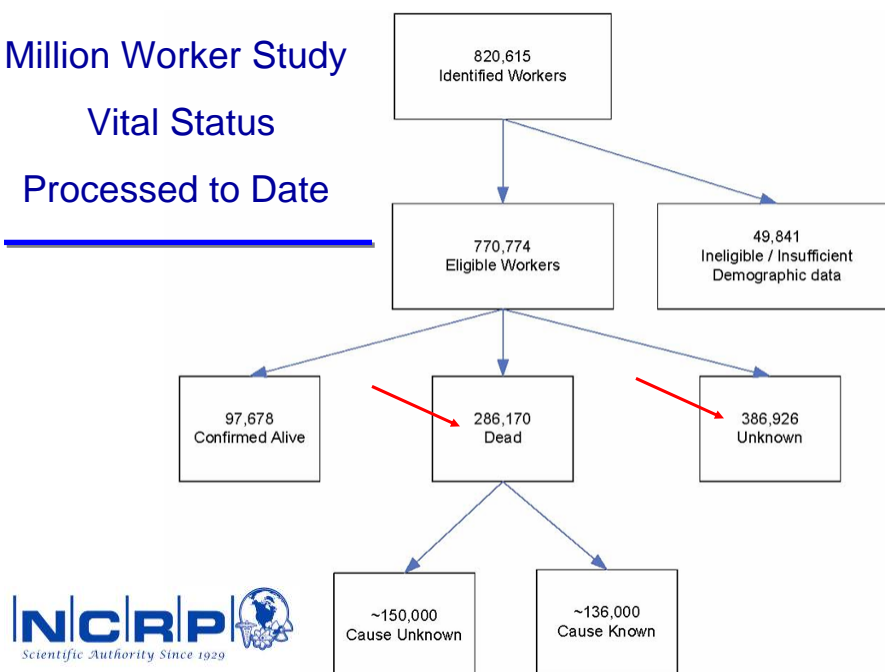 Million Worker Study
Vital Status
Processed to Date
820,615
Identified Workers
770,774
Eligible Workers
49,841
Ineligible / Insufficient
Demographic data
97,678
Confirmed Alive
286,170
Dead
386,926
Unknown
~150,000
Cause Unknown
~136,000
Cause Known
|N|C|R|P|
Scientific Authority Since 1929